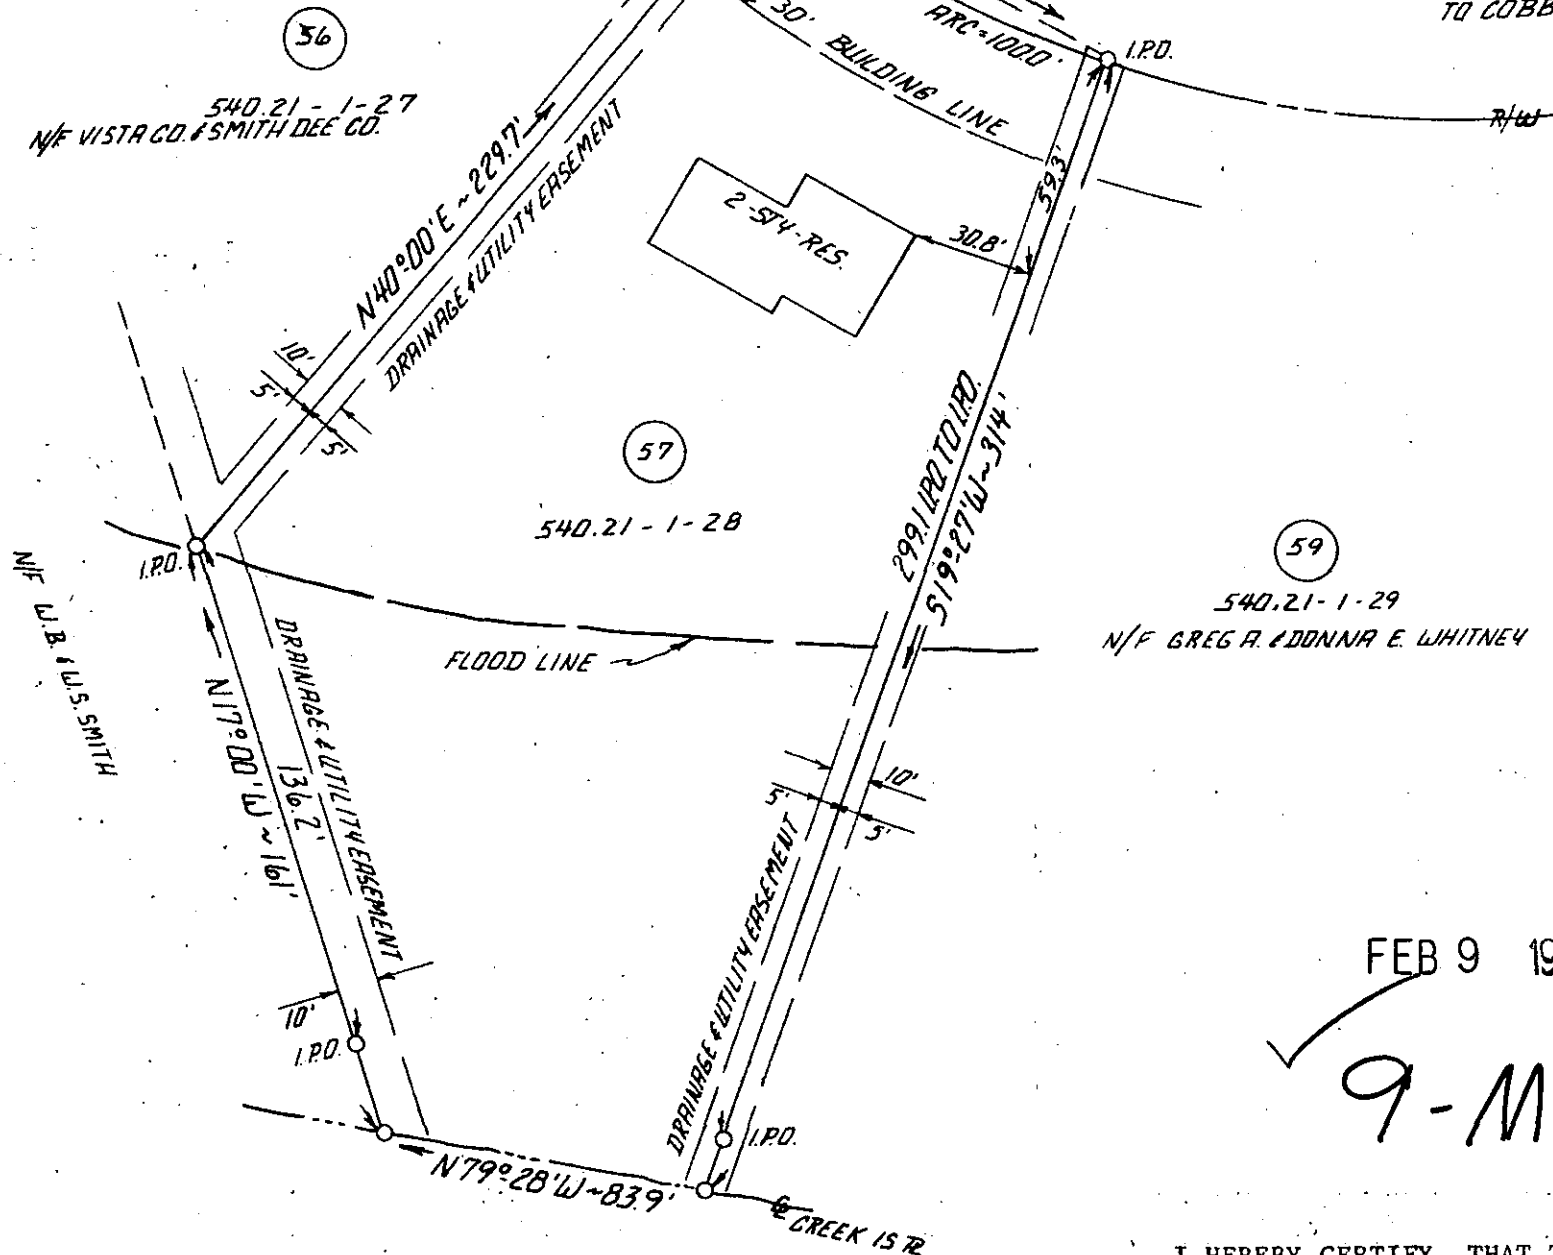 56
540.21 - 1-27
N/F VISTA CO. & SMITH DEE CO.
30'
BUILDING LINE
ARC=100.0'
I.P.O.
TO COBB
R/W
N40°00'E ~ 229.7'
DRAINAGE & UTILITY EASEMENT
10'
5'
5'
2-STY-RES.
30.8'
59.3'
57
540.21 - 1-28
299.1 I.P.O. TO I.P.O.
S19°27'W ~ 314'
59
540.21-1-29
N/F GREG A. & DONNA E. WHITNEY
I.P.O.
N/F W.B. & W.S. SMITH
FLOOD LINE
DRAINAGE & UTILITY EASEMENT
136.2'
N17°00'W ~ 161'
10'
I.P.O.
5'
10'
5'
DRAINAGE & UTILITY EASEMENT
I.P.O.
N79°28'W ~ 83.9'
℄ CREEK IS ⅊
FEB 9 19
9-M
I HEREBY CERTIFY THAT